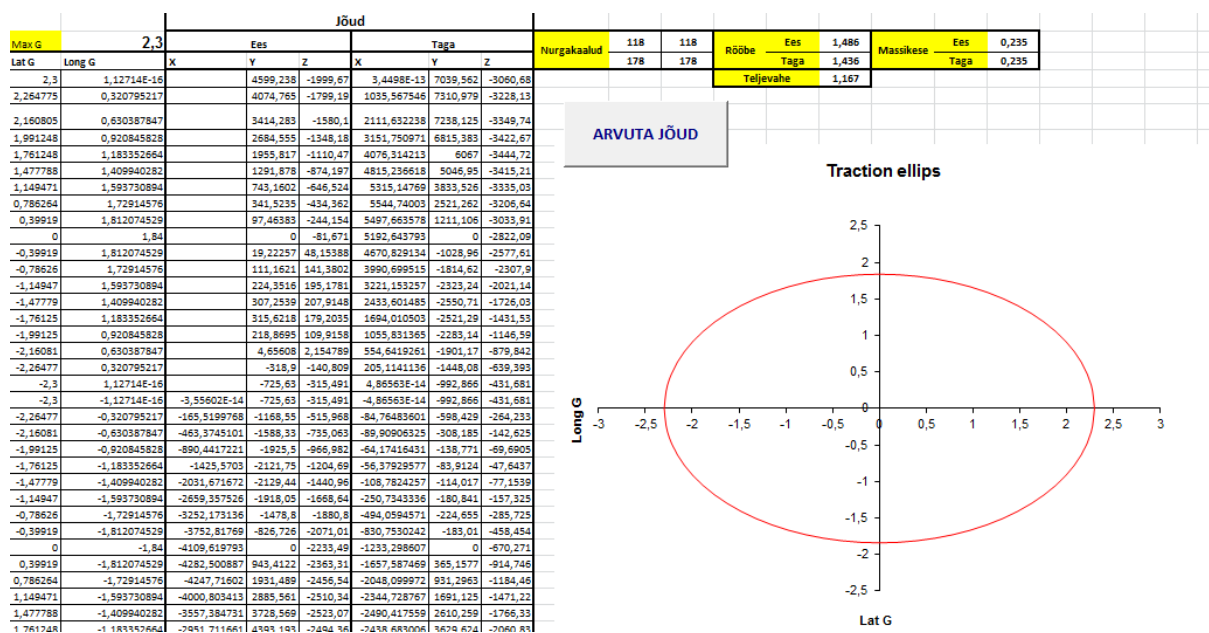 Jõud
Max G 2,3 Ees Taga
Lat G Long G X Y Z X Y Z
2,3 1,12714E-16 4599,238 -1999,67 3,4498E-13 7039,562 -3060,68
2,264775 0,320795217 4074,765 -1799,19 1035,567546 7310,979 -3228,13
2,160805 0,630387847 3414,283 -1580,1 2111,632238 7238,125 -3349,74
1,991248 0,920845828 2684,555 -1348,18 3151,750971 6815,383 -3422,67
1,761248 1,183352664 1955,817 -1110,47 4076,314213 6067 -3444,72
1,477788 1,409940282 1291,878 -874,197 4815,236618 5046,95 -3415,21
1,149471 1,593730894 743,1602 -646,524 5315,14769 3833,526 -3335,03
0,786264 1,72914576 341,5235 -434,362 5544,74003 2521,262 -3206,64
0,39919 1,812074529 97,46383 -244,154 5497,663578 1211,106 -3033,91
0 1,84 0 -81,671 5192,643793 0 -2822,09
-0,39919 1,812074529 19,22257 48,15388 4670,829134 -1028,96 -2577,61
-0,78626 1,72914576 111,1621 141,3802 3990,699515 -1814,62 -2307,9
-1,14947 1,593730894 224,3516 195,1781 3221,153257 -2323,24 -2021,14
-1,47779 1,409940282 307,2539 207,9148 2433,601485 -2550,71 -1726,03
-1,76125 1,183352664 315,6218 179,2035 1694,010503 -2521,29 -1431,53
-1,99125 0,920845828 218,8695 109,9158 1055,831365 -2283,14 -1146,59
-2,16081 0,630387847 4,65608 2,154789 554,6419261 -1901,17 -879,842
-2,26477 0,320795217 -318,9 -140,809 205,1141136 -1448,08 -639,393
-2,3 1,12714E-16 -725,63 -315,491 4,86563E-14 -992,866 -431,681
-2,3 -1,12714E-16 -3,55602E-14 -725,63 -315,491 -4,86563E-14 -992,866 -431,681
-2,26477 -0,320795217 -165,5199768 -1168,55 -515,968 -84,76483601 -598,429 -264,233
-2,16081 -0,630387847 -463,3745101 -1588,33 -735,063 -89,90906325 -308,185 -142,625
-1,99125 -0,920845828 -890,4417221 -1925,5 -966,982 -64,17416431 -138,771 -69,6905
-1,76125 -1,183352664 -1425,5703 -2121,75 -1204,69 -56,37929577 -83,9124 -47,6437
-1,47779 -1,409940282 -2031,671672 -2129,44 -1440,96 -108,7824257 -114,017 -77,1539
-1,14947 -1,593730894 -2659,357526 -1918,05 -1668,64 -250,7343336 -180,841 -157,325
-0,78626 -1,72914576 -3252,173136 -1478,8 -1880,8 -494,0594571 -224,655 -285,725
-0,39919 -1,812074529 -3752,81769 -826,726 -2071,01 -830,7530242 -183,01 -458,454
0 -1,84 -4109,619793 0 -2233,49 -1233,298607 0 -670,271
0,39919 -1,812074529 -4282,500887 943,4122 -2363,31 -1657,587469 365,1577 -914,746
0,786264 -1,72914576 -4247,71602 1931,489 -2456,54 -2048,099972 931,2963 -1184,46
1,149471 -1,593730894 -4000,803413 2885,561 -2510,34 -2344,728767 1691,125 -1471,22
1,477788 -1,409940282 -3557,384731 3728,569 -2523,07 -2490,417559 2610,259 -1766,33
1,761248 -1,183352664 -2951,711661 4393,193 -2494,36 -2438,683006 3629,624 -2060,83
Nurgakaalud 118 118 Rööbe Ees 1,486 Massikese Ees 0,235
178 178 Taga 1,436 Taga 0,235
Teljevahe 1,167
ARVUTA JÕUD
Traction ellips
2,5
2
1,5
1
0,5
0
-0,5
-1
-1,5
-2
-2,5
Long G
-3 -2,5 -2 -1,5 -1 -0,5 0 0,5 1 1,5 2 2,5 3
Lat G